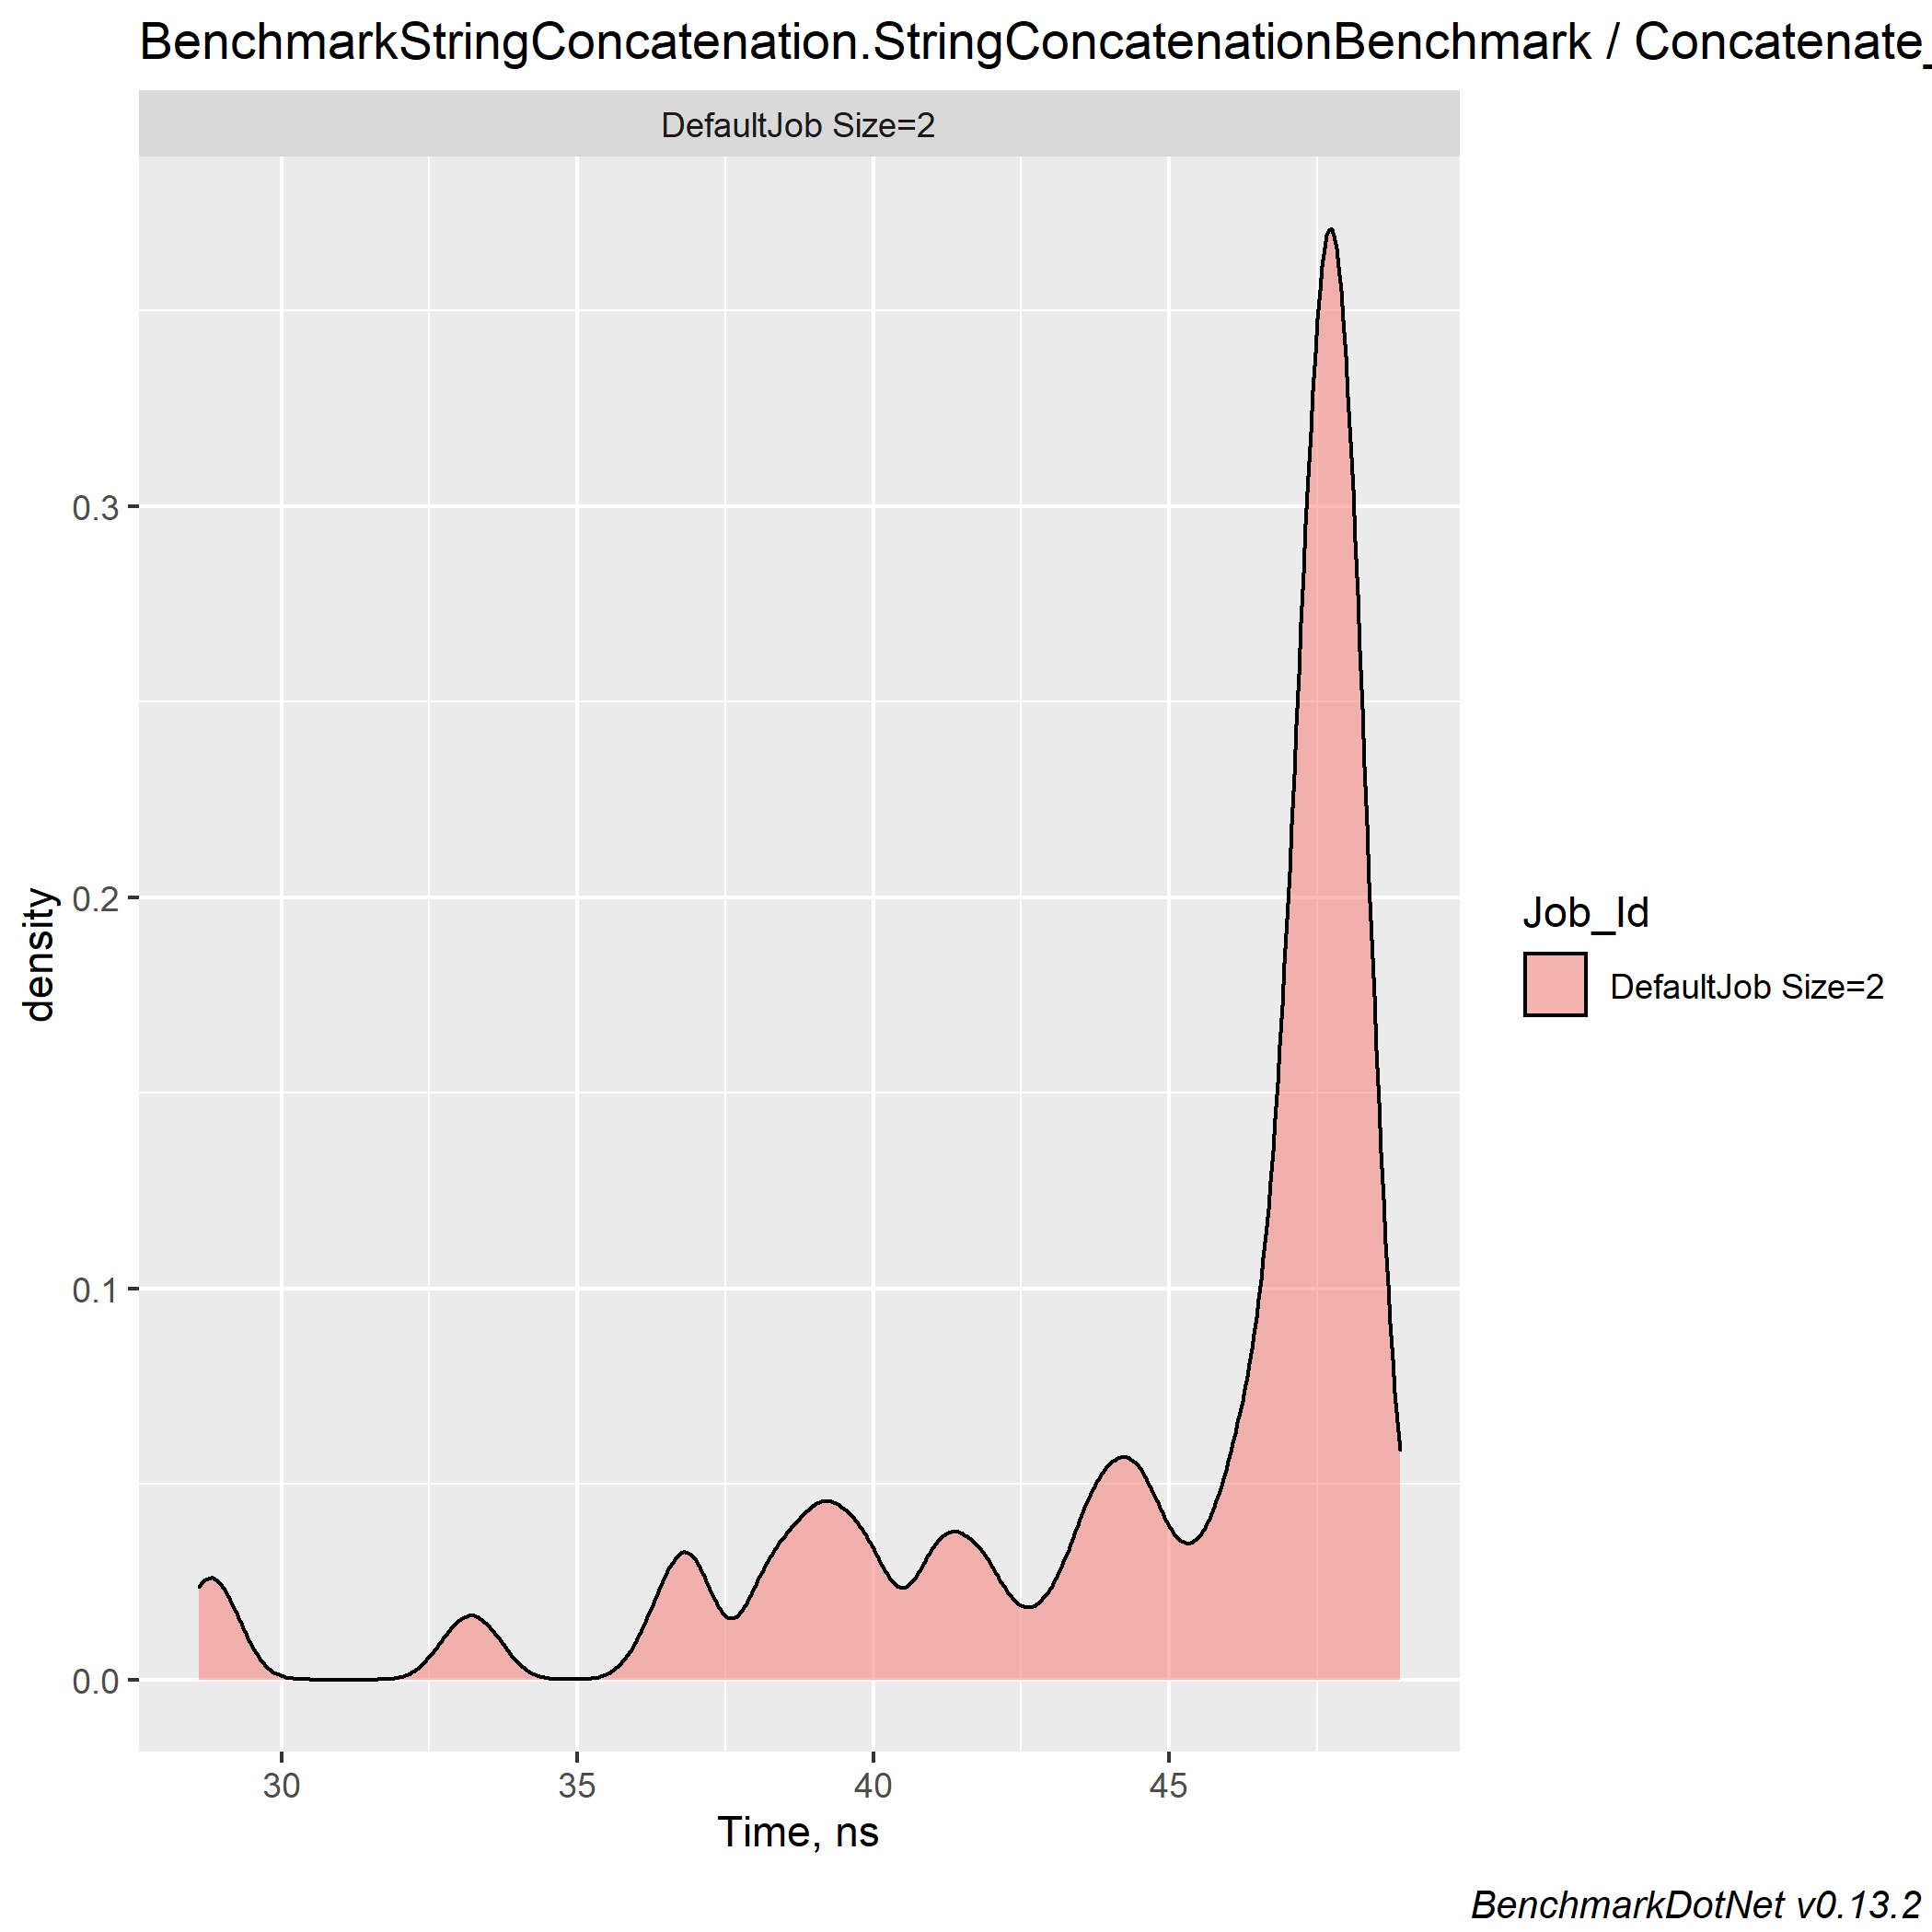 BenchmarkStringConcatenation.StringConcatenationBenchmark / Concatenate_
DefaultJob Size=2
0.3
0.2
0.1
0.0
density
30 35 40 45
Time, ns
Job_Id
DefaultJob Size=2
BenchmarkDotNet v0.13.2